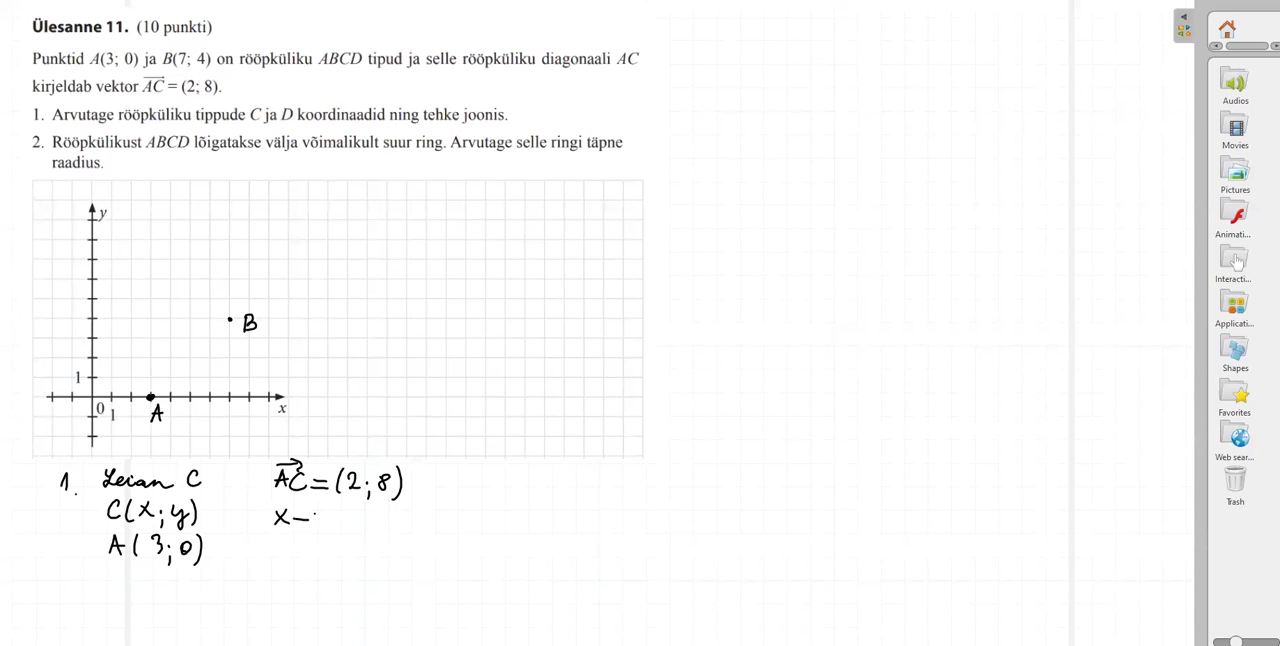 Ülesanne 11. (10 punkti)
Punktid A(3; 0) ja B(7; 4) on rööpküliku ABCD tipud ja selle rööpküliku diagonaali AC
kirjeldab vektor AC⃗ = (2; 8).
1. Arvutage rööpküliku tippude C ja D koordinaadid ning tehke joonis.
2. Rööpkülikust ABCD lõigatakse välja võimalikult suur ring. Arvutage selle ringi täpne
raadius.
y
B
1
0 1
A
x
1. Leian C
C(x; y)
A(3; 0)
AC⃗ = (2; 8)
x –
Audios
Movies
Pictures
Animati...
Interacti...
Applicati...
Shapes
Favorites
Web sear...
Trash